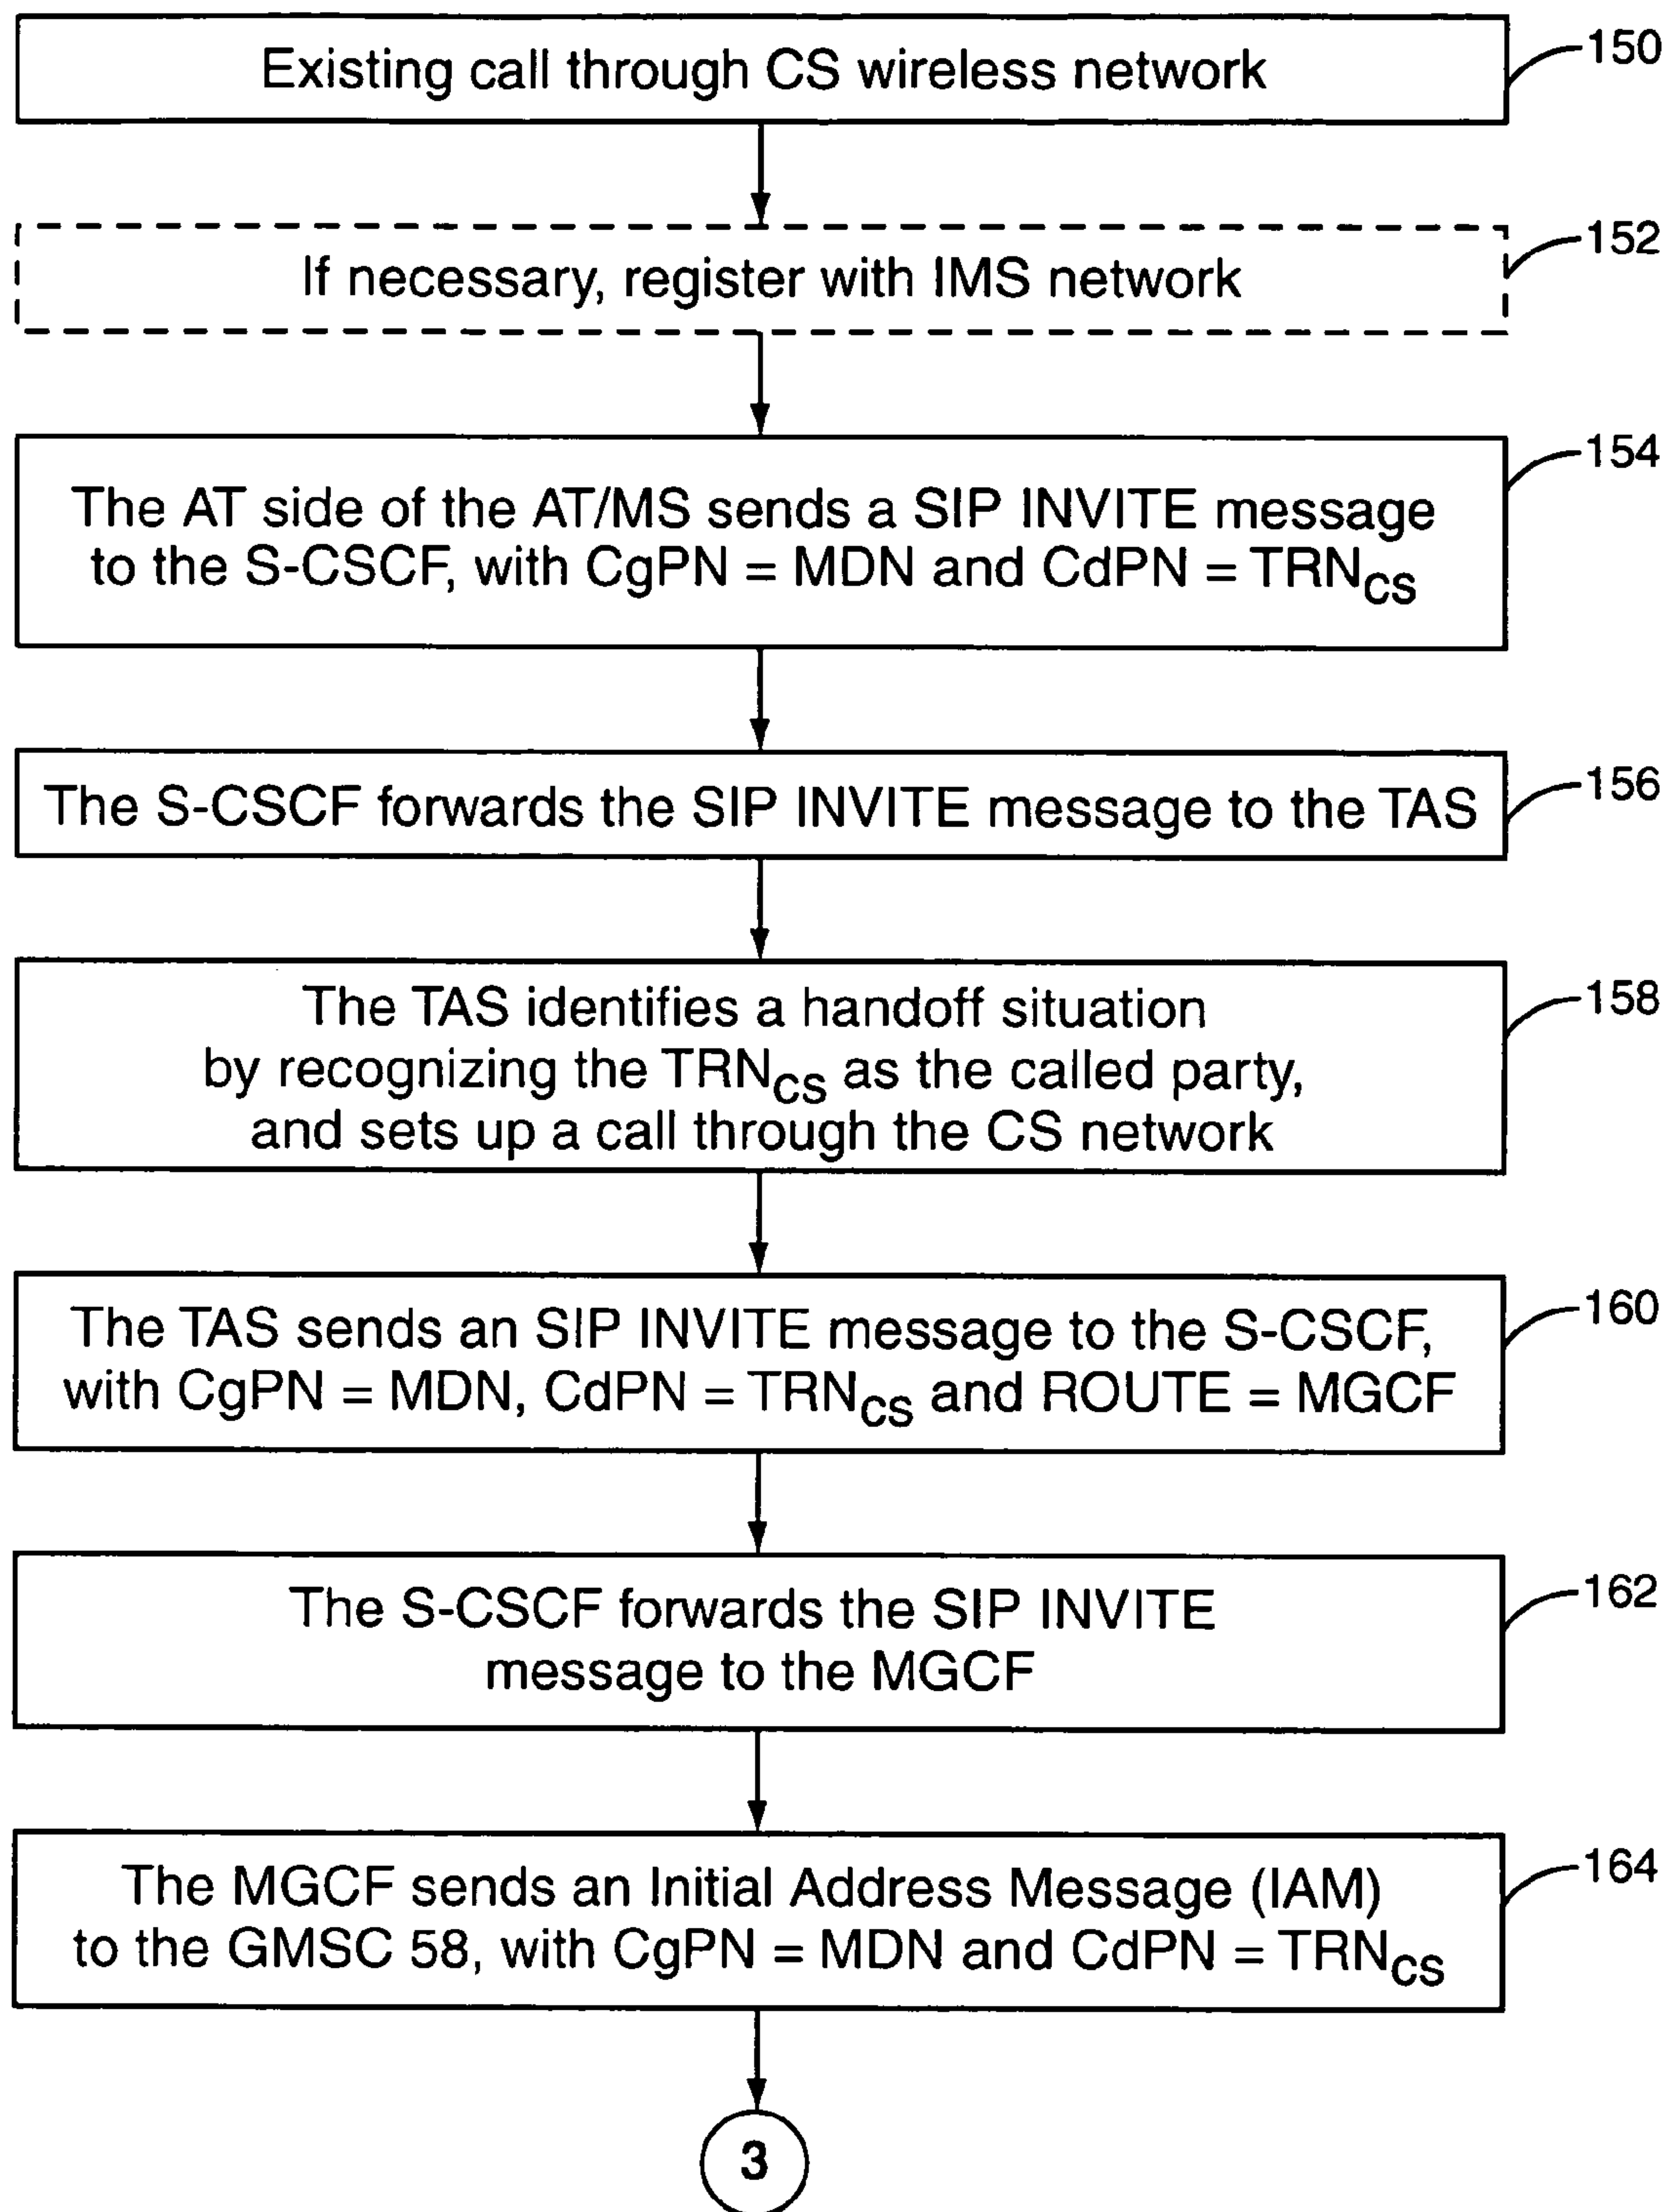 Existing call through CS wireless network
150
If necessary, register with IMS network
152
The AT side of the AT/MS sends a SIP INVITE message
to the S-CSCF, with CgPN = MDN and CdPN = TRNCS
154
The S-CSCF forwards the SIP INVITE message to the TAS
156
The TAS identifies a handoff situation
by recognizing the TRNCS as the called party,
and sets up a call through the CS network
158
The TAS sends an SIP INVITE message to the S-CSCF,
with CgPN = MDN, CdPN = TRNCS and ROUTE = MGCF
160
The S-CSCF forwards the SIP INVITE
message to the MGCF
162
The MGCF sends an Initial Address Message (IAM)
to the GMSC 58, with CgPN = MDN and CdPN = TRNCS
164
3